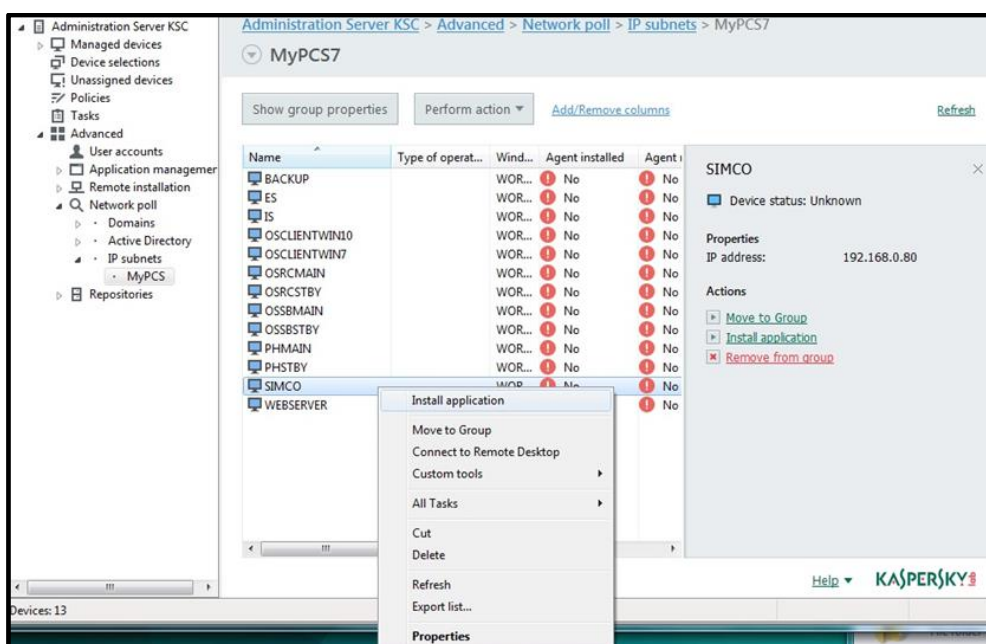 Administration Server KSC
Managed devices
Device selections
Unassigned devices
Policies
Tasks
Advanced
User accounts
Application managemer
Remote installation
Network poll
Domains
Active Directory
IP subnets
MyPCS
Repositories
Administration Server KSC > Advanced > Network poll > IP subnets > MyPCS7
MyPCS7
Show group properties Perform action Add/Remove columns Refresh
Name Type of operat... Wind... Agent installed Agent
BACKUP WOR... No No
ES WOR... No No
IS WOR... No No
OSCLIENTWIN10 WOR... No No
OSCLIENTWIN7 WOR... No No
OSRCMAIN WOR... No No
OSRCSTBY WOR... No No
OSSBMAIN WOR... No No
OSSBSTBY WOR... No No
PHMAIN WOR... No No
PHSTBY WOR... No No
SIMCO WOR... No No
WEBSERVER No
Install application
Move to Group
Connect to Remote Desktop
Custom tools
All Tasks
Cut
Delete
Refresh
Export list...
Properties
SIMCO
Device status: Unknown
Properties
IP address: 192.168.0.80
Actions
Move to Group
Install application
Remove from group
Help KASPERSKY
Devices: 13